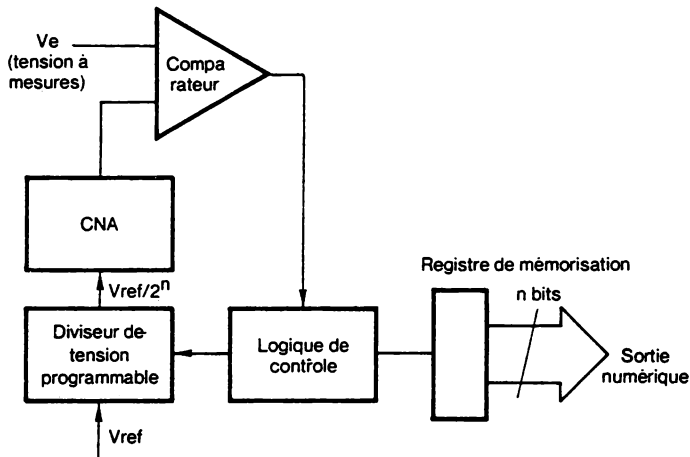 Ve
(tension à
mesures)
Compa
rateur
CNA
Vref/2ⁿ
Diviseur de-
tension
programmable
Vref
Logique de
contrôle
Registre de mémorisation
n bits
Sortie
numérique